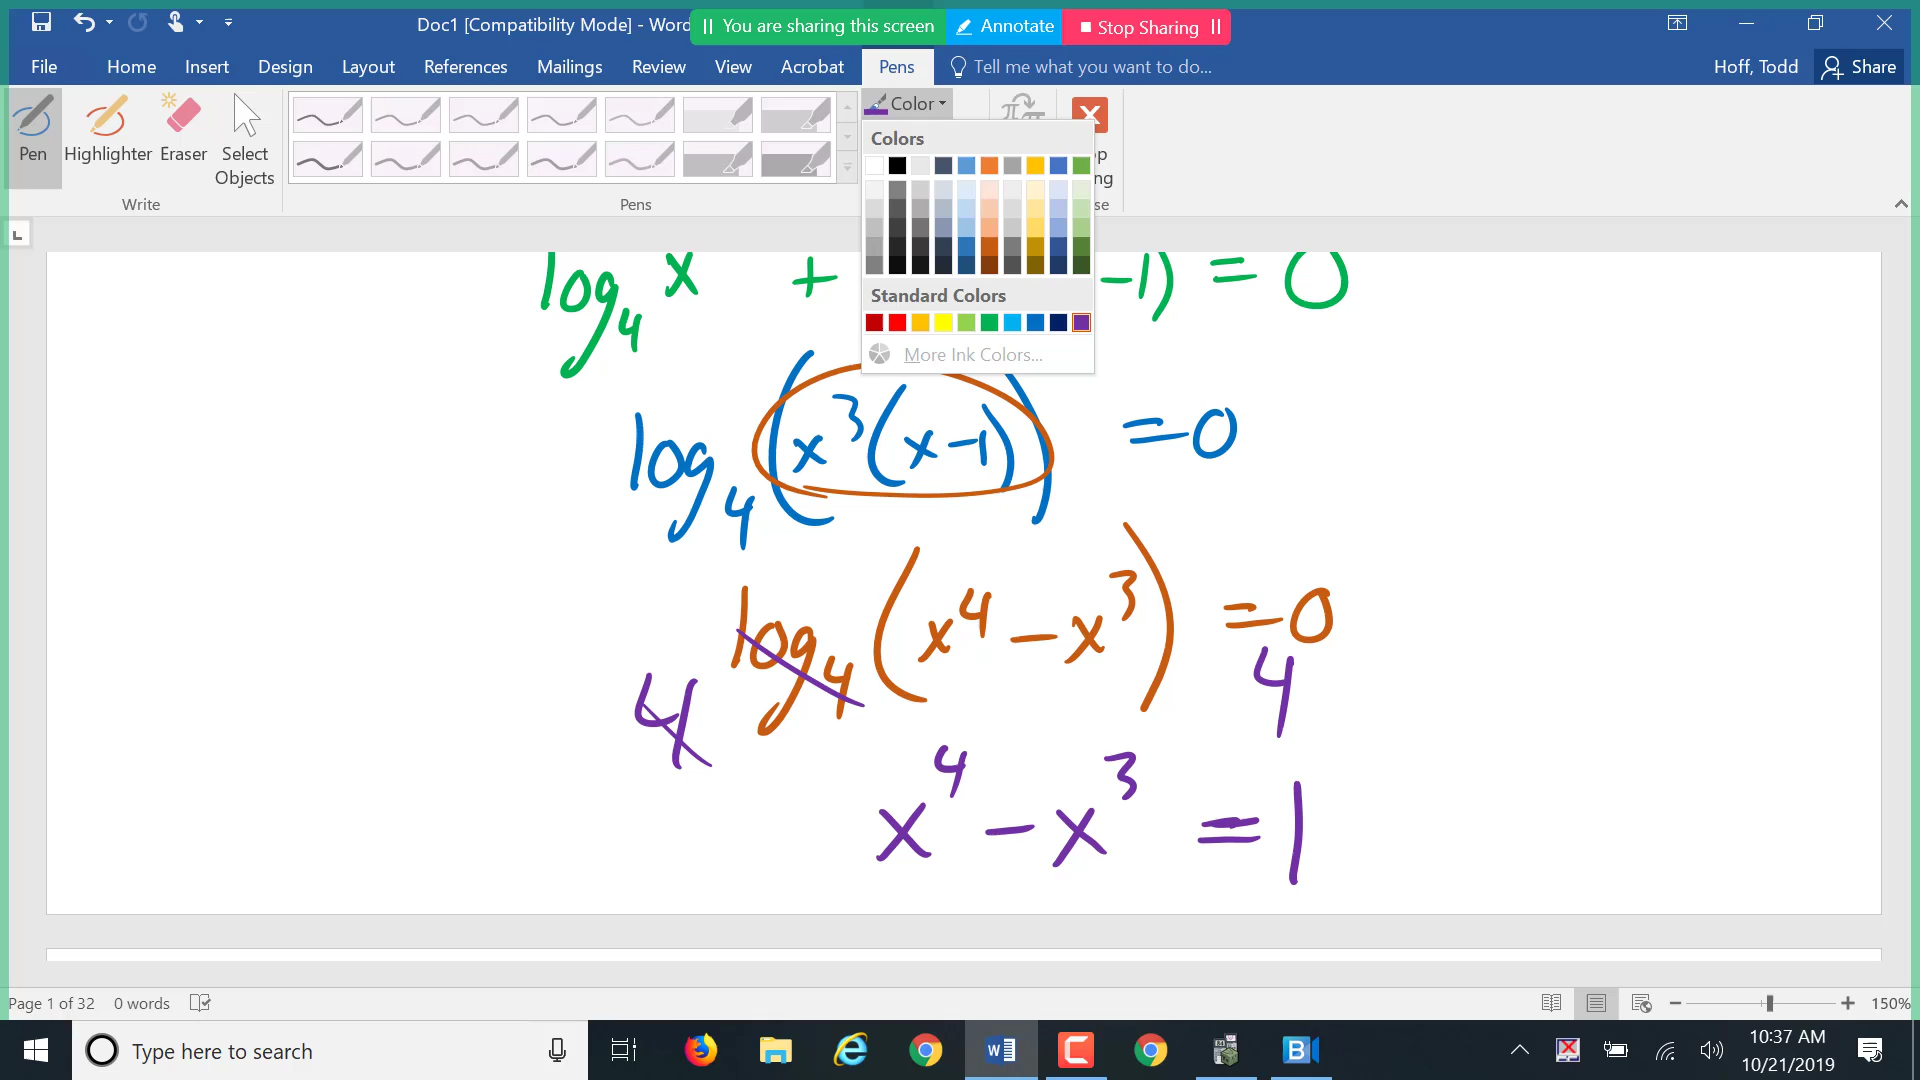 Doc1 [Compatibility Mode] - Word
You are sharing this screen
Annotate
Stop Sharing
File Home Insert Design Layout References Mailings Review View Acrobat Pens Tell me what you want to do... Hoff, Todd Share
Color
Pen Highlighter Eraser Select Objects
Write Pens
Colors
Standard Colors
More Ink Colors...
log₄ x + -1) = 0
log₄(x³(x-1)) =0
log₄(x⁴ - x³) =0
4 4
x⁴ - x³ = 1
Page 1 of 32 0 words 150%
Type here to search
10:37 AM
10/21/2019